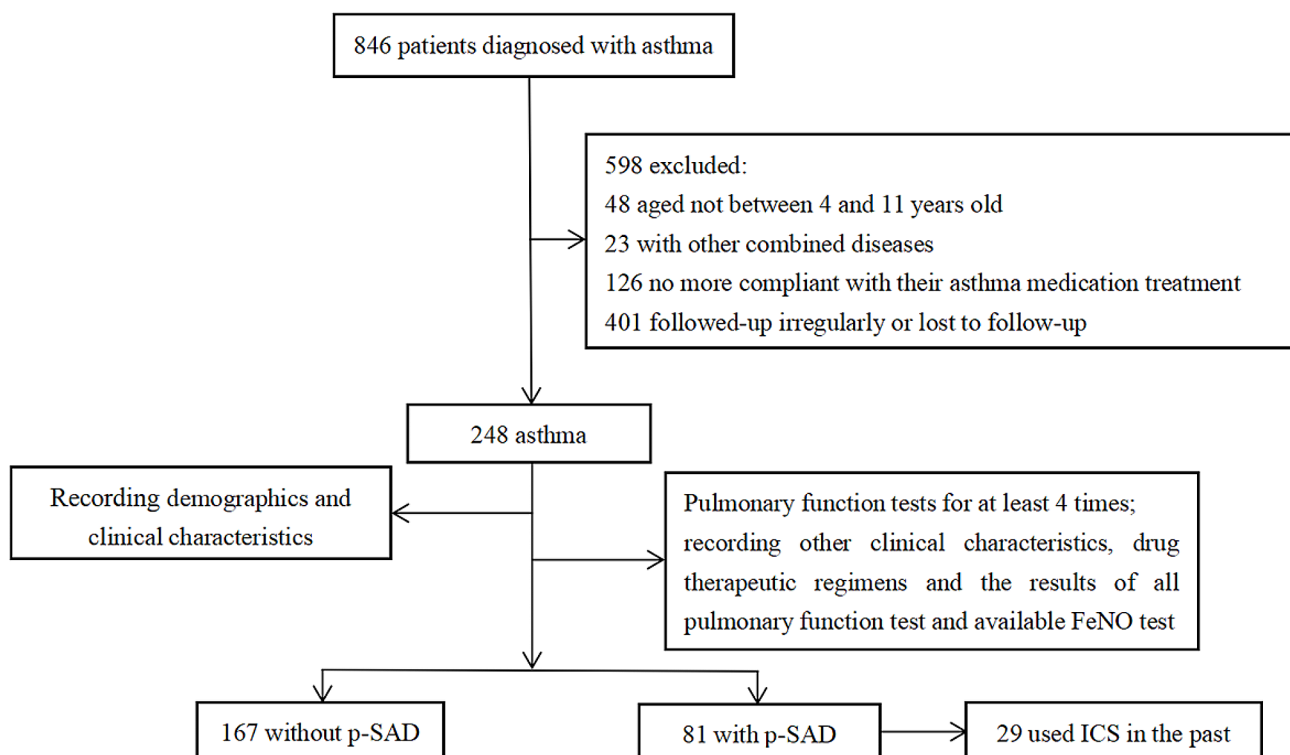 846 patients diagnosed with asthma
598 excluded:
48 aged not between 4 and 11 years old
23 with other combined diseases
126 no more compliant with their asthma medication treatment
401 followed-up irregularly or lost to follow-up
248 asthma
Recording demographics and
clinical characteristics
Pulmonary function tests for at least 4 times;
recording other clinical characteristics, drug
therapeutic regimens and the results of all
pulmonary function test and available FeNO test
167 without p-SAD
81 with p-SAD
29 used ICS in the past